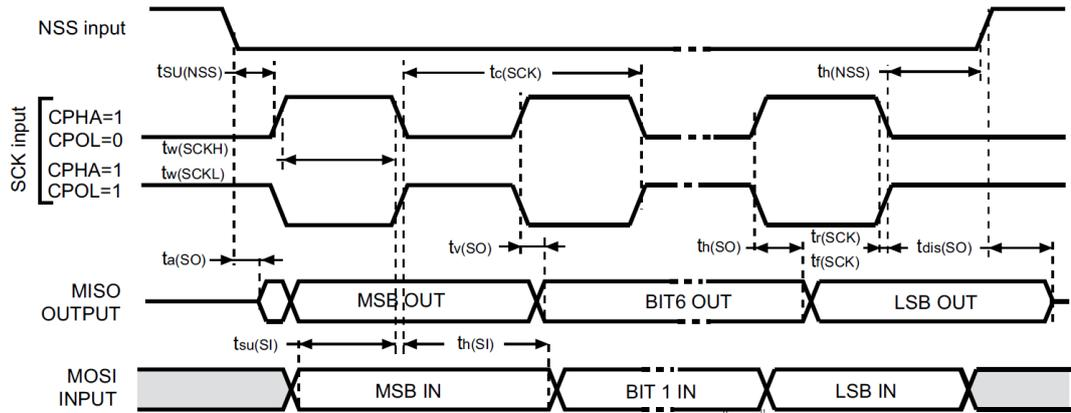 NSS input
tSU(NSS)
tc(SCK)
th(NSS)
SCK input
CPHA=1
CPOL=0
tw(SCKH)
CPHA=1
tw(SCKL)
CPOL=1
ta(SO)
tv(SO)
th(SO)
tr(SCK)
tf(SCK)
tdis(SO)
MISO
OUTPUT
MSB OUT
BIT6 OUT
LSB OUT
tsu(SI)
th(SI)
MOSI
INPUT
MSB IN
BIT 1 IN
LSB IN